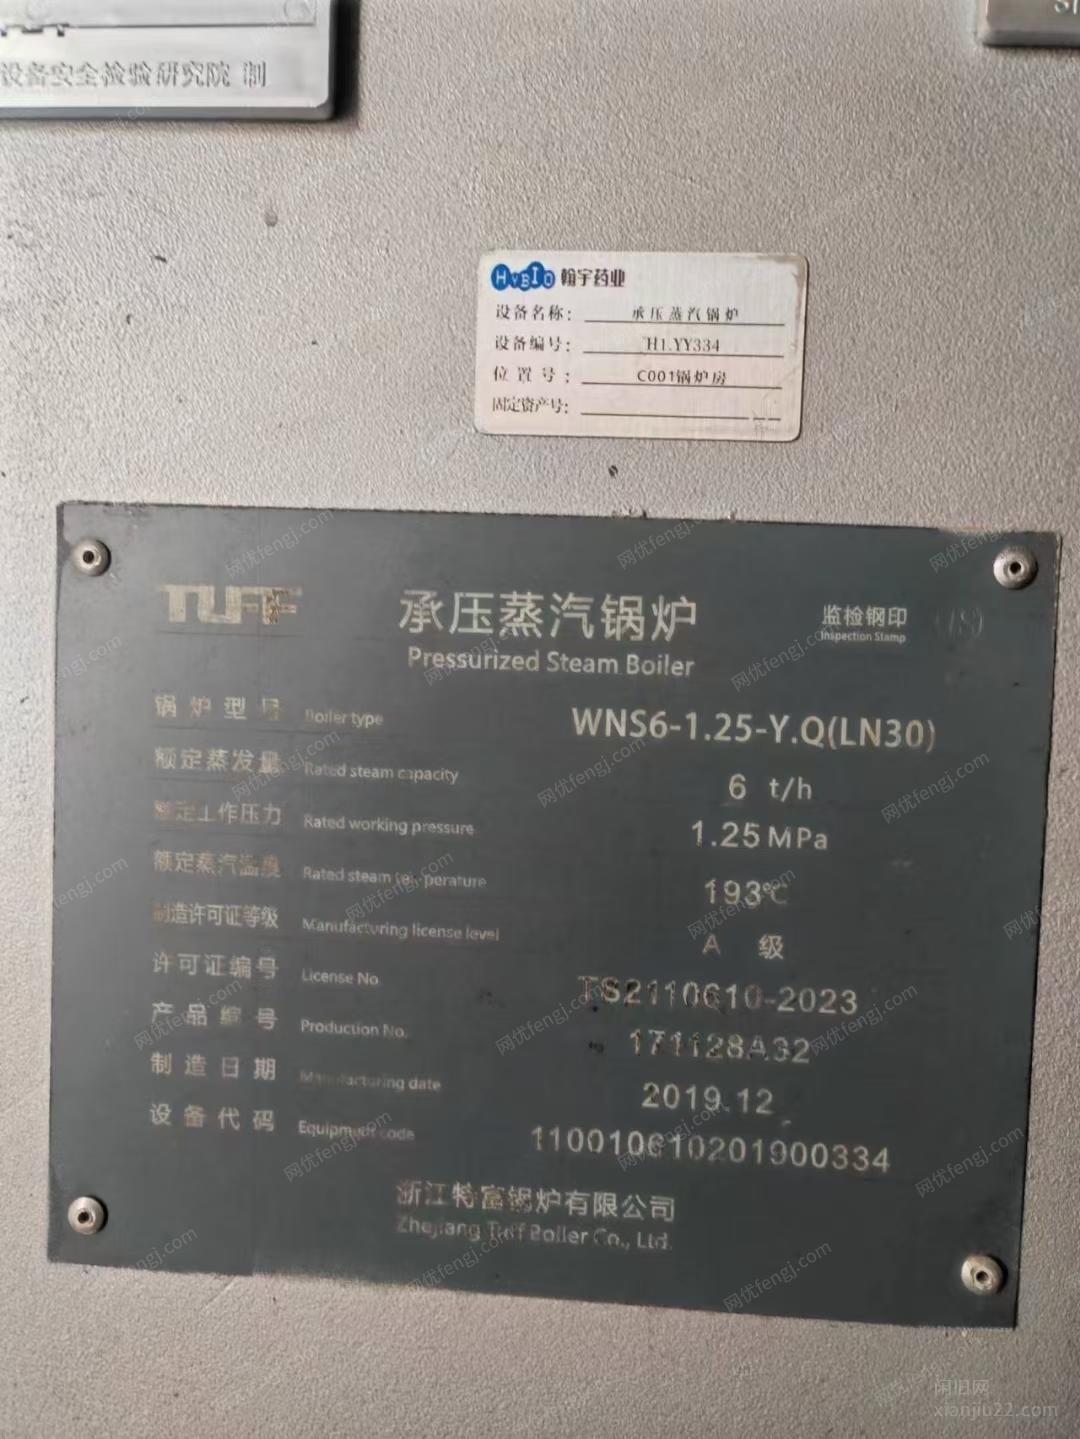 设备安全检验研究院 制
HYBIO 翰宇药业
设备名称: 承压蒸汽锅炉
设备编号: H1.YY334
位置号: C001锅炉房
固定资产号:
TUFF 承压蒸汽锅炉 监检钢印
Pressurized Steam Boiler Inspection Stamp
锅炉型号 Boiler type WNS6-1.25-Y.Q(LN30)
额定蒸发量 Rated steam capacity 6 t/h
额定工作压力 Rated working pressure 1.25MPa
额定蒸汽温度 Rated steam temperature 193℃
制造许可证等级 Manufacturing license level A 级
许可证编号 License No. TS2110610-2023
产品编号 Production No. 171128A32
制造日期 Manufacturing date 2019.12
设备代码 Equipment code 110010610201900334
浙江特富锅炉有限公司
Zhejiang Tuff Boiler Co., Ltd.
闲旧网
xianjiu22.com
网优fengj.com